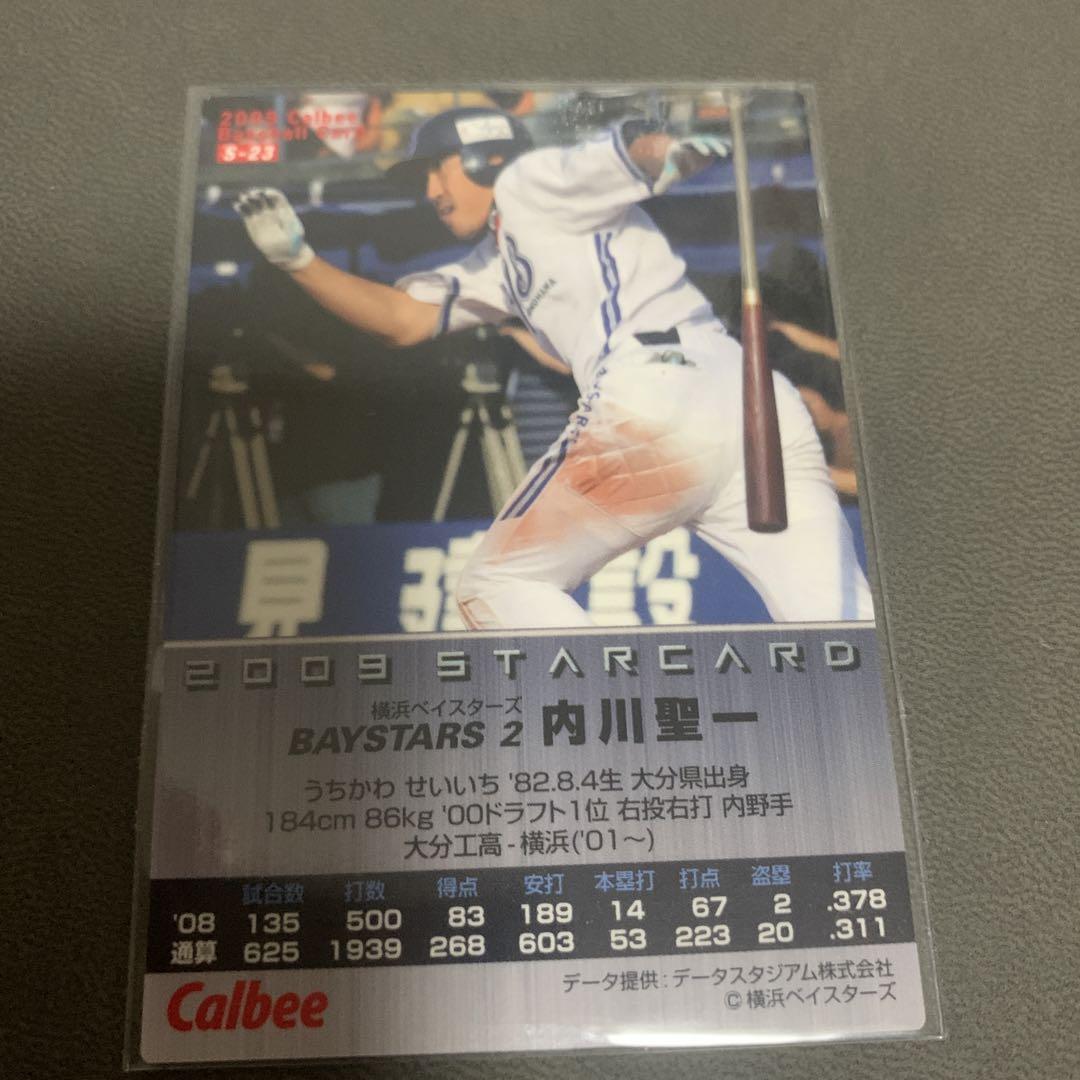 2009 Calbee
Baseball Card
S-23
見建設
2009 STARCARD
横浜ベイスターズ
BAYSTARS 2 内川聖一
うちかわ せいいち '82.8.4生 大分県出身
184cm 86kg '00ドラフト1位 右投右打 内野手
大分工高-横浜('01〜)
試合数 打数 得点 安打 本塁打 打点 盗塁 打率
'08 135 500 83 189 14 67 2 .378
通算 625 1939 268 603 53 223 20 .311
データ提供:データスタジアム株式会社
Calbee
©横浜ベイスターズ